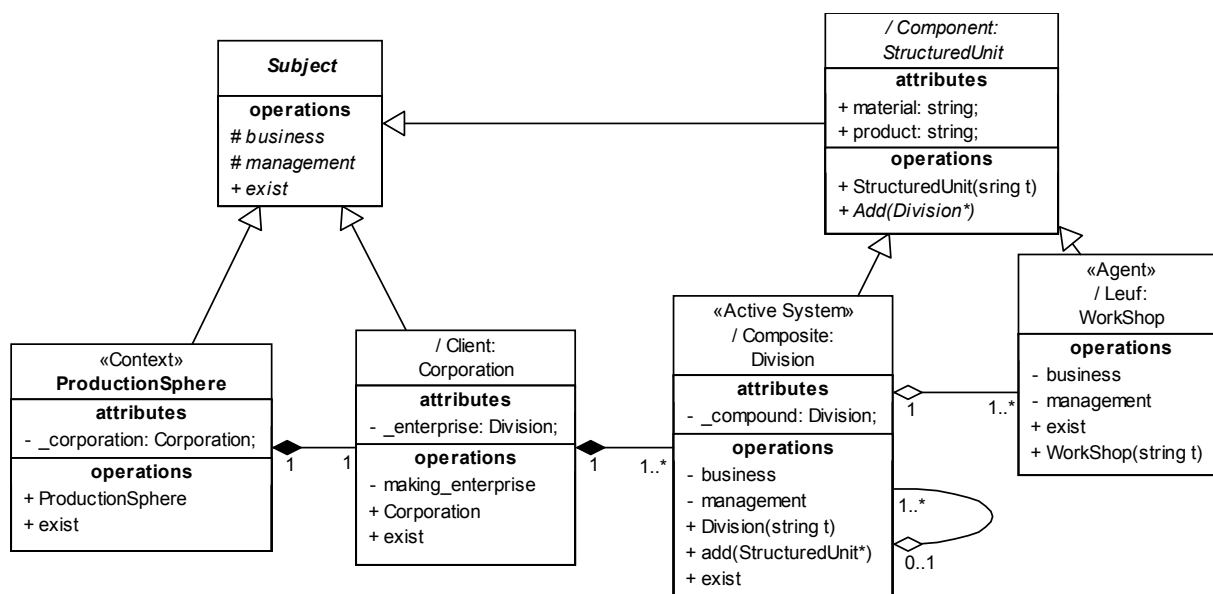 Subject
operations
# business
# management
+ exist
/ Component:
StructuredUnit
attributes
+ material: string;
+ product: string;
operations
+ StructuredUnit(sring t)
+ Add(Division*)
«Context»
ProductionSphere
attributes
- _corporation: Corporation;
operations
+ ProductionSphere
+ exist
1
1
/ Client:
Corporation
attributes
- _enterprise: Division;
operations
- making_enterprise
+ Corporation
+ exist
1
1..*
«Active System»
/ Composite:
Division
attributes
- _compound: Division;
operations
- business
- management
+ Division(string t)
+ add(StructuredUnit*)
+ exist
1
1..*
1..*
0..1
«Agent»
/ Leuf:
WorkShop
operations
- business
- management
+ exist
+ WorkShop(string t)